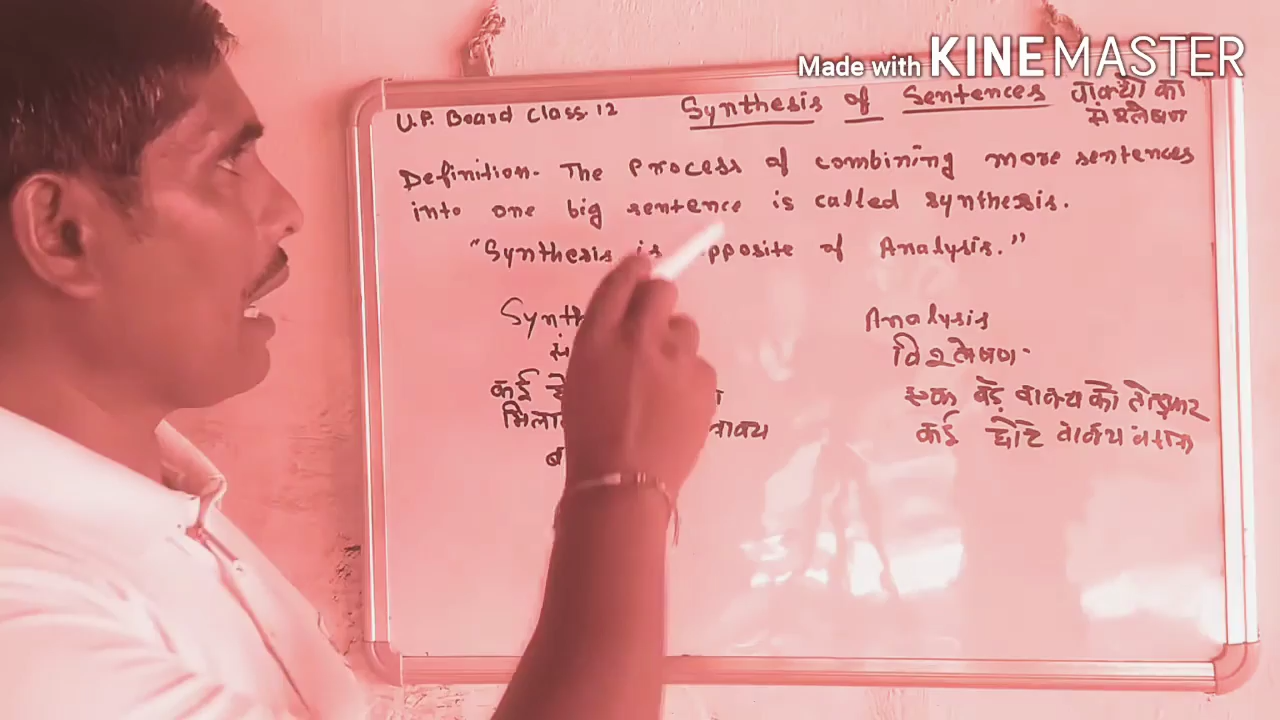 Made with KINEMASTER
U.P. Board Class 12 Synthesis of Sentences वाक्यों का
संश्लेषण
Definition- The Process of combining more sentences
into one big sentence is called synthesis.
"Synthesis is opposite of Analysis."
Analysis
विश्लेषण
कई
एक बड़े वाक्य को तोड़कर
वाक्य
कई छोटे वाक्य